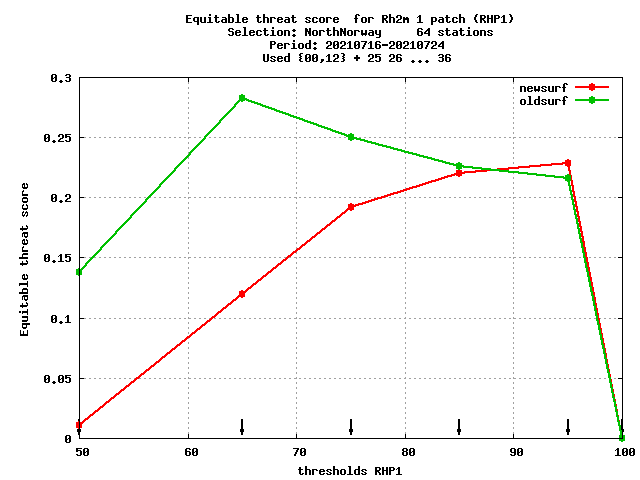 Equitable threat score  for Rh2m 1 patch (RHP1)
Selection: NorthNorway     64 stations
Period: 20210716-20210724
Used {00,12} + 25 26 ... 36
newsurf
oldsurf
0.3
0.25
0.2
0.15
0.1
0.05
0
Equitable threat score
50 60 70 80 90 100
thresholds RHP1